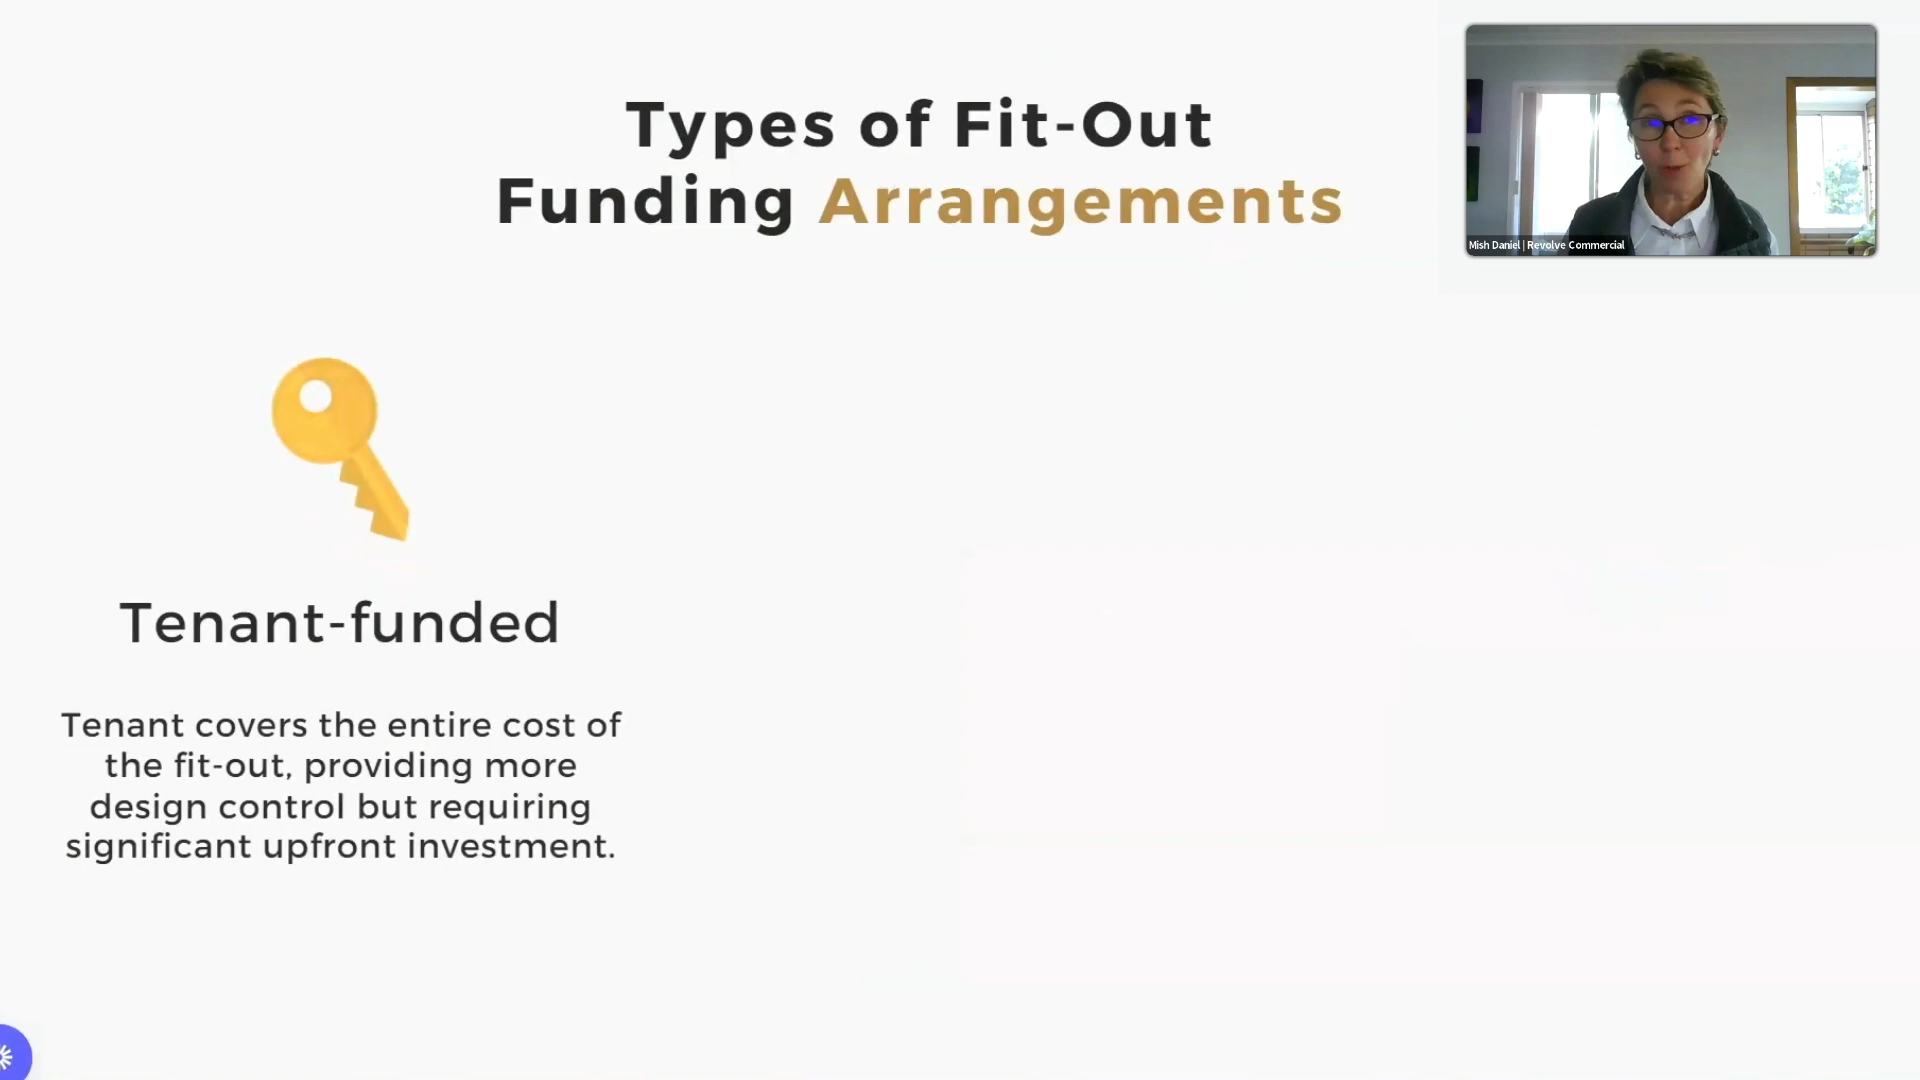 Types of Fit-Out
Funding Arrangements
Mish Daniel | Revolve Commercial
Tenant-funded
Tenant covers the entire cost of
the fit-out, providing more
design control but requiring
significant upfront investment.